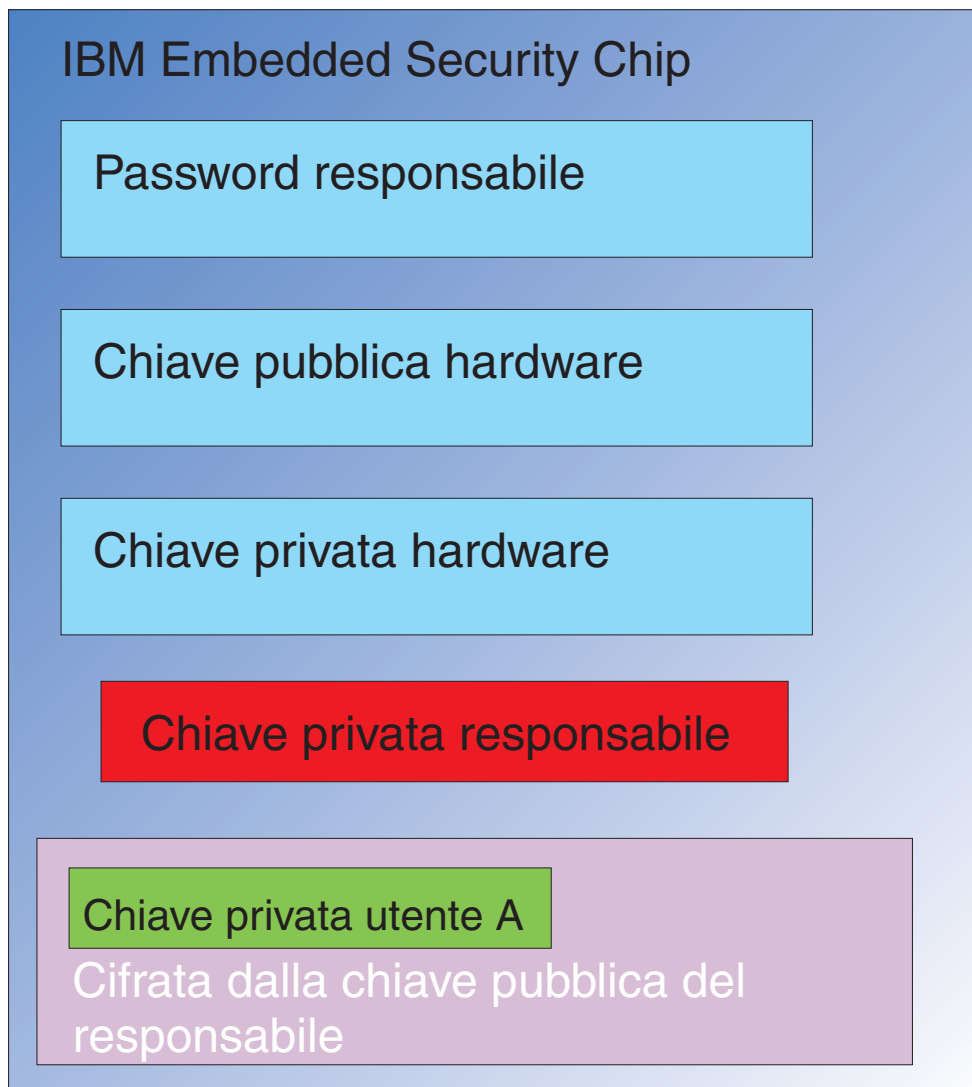 IBM Embedded Security Chip
Password responsabile
Chiave pubblica hardware
Chiave privata hardware
Chiave privata responsabile
Chiave privata utente A
Cifrata dalla chiave pubblica del
responsabile